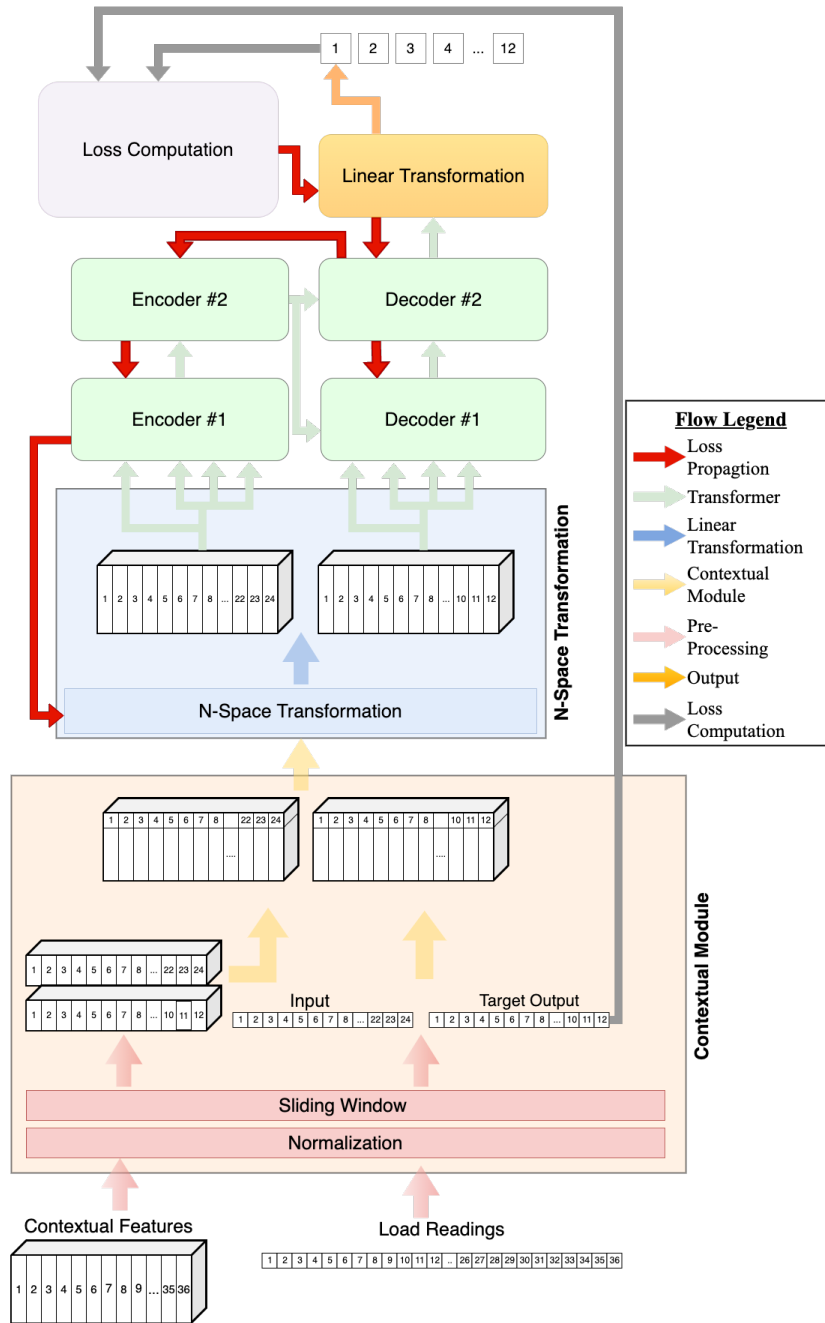 1 2 3 4 ... 12
Loss Computation
Linear Transformation
Encoder #2
Decoder #2
Encoder #1
Decoder #1
Flow Legend
Loss
Propagtion
Transformer
Linear
Transformation
Contextual
Module
Pre-
Processing
Output
Loss
Computation
1 2 3 4 5 6 7 8 ... 22 23 24
1 2 3 4 5 6 7 8 ... 10 11 12
N-Space Transformation
N-Space Transformation
1 2 3 4 5 6 7 8 22 23 24
....
1 2 3 4 5 6 7 8 10 11 12
....
Contextual Module
1 2 3 4 5 6 7 8 ... 22 23 24
1 2 3 4 5 6 7 8 ... 10 11 12
Input
1 2 3 4 5 6 7 8 ... 22 23 24
Target Output
1 2 3 4 5 6 7 8 ... 10 11 12
Sliding Window
Normalization
Contextual Features
1 2 3 4 5 6 7 8 9 ... 35 36
Load Readings
1 2 3 4 5 6 7 8 9 10 11 12 .. 26 27 28 29 30 31 32 33 34 35 36